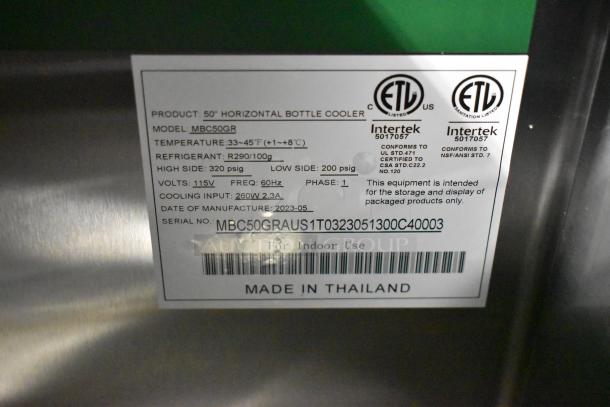 PRODUCT: 50" HORIZONTAL BOTTLE COOLER
MODEL: MBC50GR
TEMPERATURE: 33~45°F(+1~+8°C)
REFRIGERANT: R290/100g
HIGH SIDE: 320 psig LOW SIDE: 200 psig
VOLTS: 115V FREQ: 60Hz PHASE: 1
COOLING INPUT: 260W 2.3A
DATE OF MANUFACTURE: 2023-05
SERIAL NO.: MBC50GRAUS1T0323051300C40003
For Indoor Use
MADE IN THAILAND
C ETL US
LISTED
Intertek
5017057
CONFORMS TO
UL STD.471
CERTIFIED TO
CSA STD.C22.2
NO.120
ETL
SANITATION LISTED
Intertek
5017057
CONFORMS TO
NSF/ANSI STD. 7
This equipment is intended
for the storage and display of
packaged products only.